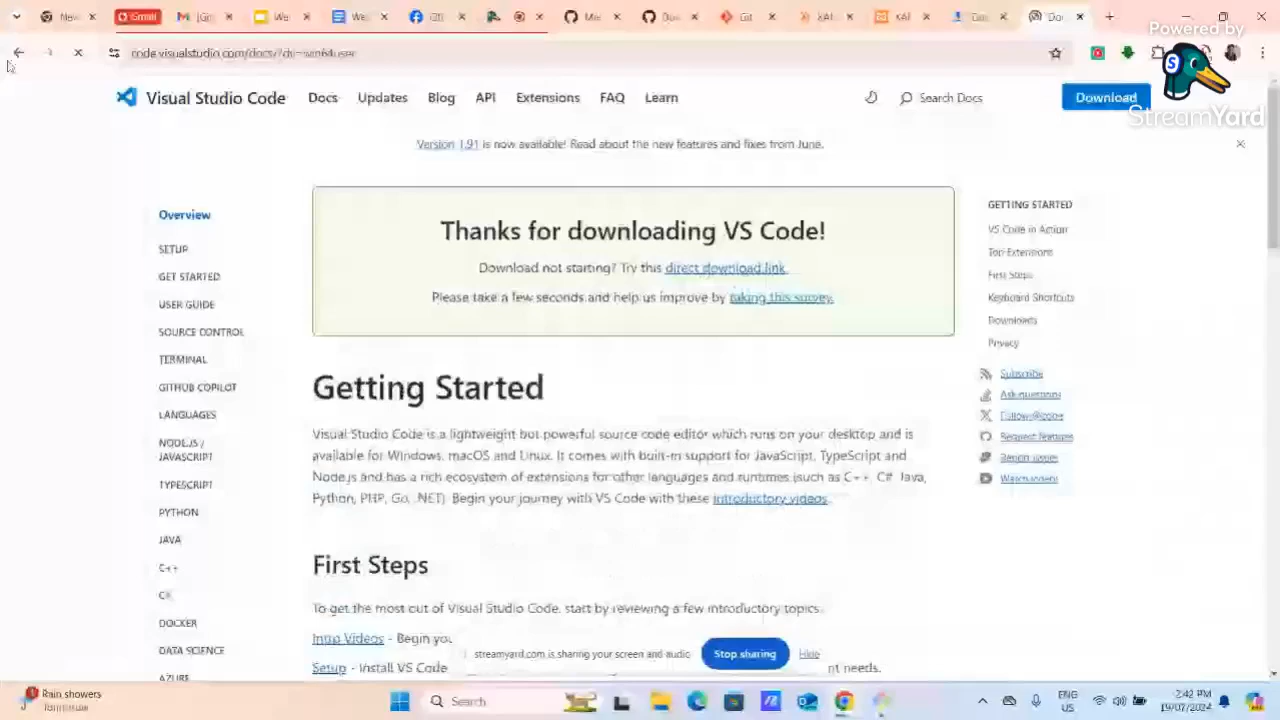 Gmail
Powered by
code.visualstudio.com/docs/?dv=win64user
StreamYard
Visual Studio Code
Docs
Updates
Blog
API
Extensions
FAQ
Learn
Search Docs
Download
Version 1.91 is now available! Read about the new features and fixes from June.
Overview
SETUP
GET STARTED
USER GUIDE
SOURCE CONTROL
TERMINAL
GITHUB COPILOT
LANGUAGES
NODE.JS /
JAVASCRIPT
TYPESCRIPT
PYTHON
JAVA
C++
C#
DOCKER
DATA SCIENCE
AZURE
Thanks for downloading VS Code!
Download not starting? Try this direct download link.
Please take a few seconds and help us improve by taking this survey.
Getting Started
Visual Studio Code is a lightweight but powerful source code editor which runs on your desktop and is
available for Windows, macOS and Linux. It comes with built-in support for JavaScript, TypeScript and
Node.js and has a rich ecosystem of extensions for other languages and runtimes (such as C++, C#, Java,
Python, PHP, Go, .NET). Begin your journey with VS Code with these introductory videos.
First Steps
To get the most out of Visual Studio Code, start by reviewing a few introductory topics:
Intro Videos - Begin you
Setup - Install VS Code
nt needs.
GETTING STARTED
VS Code in Action
Top Extensions
First Steps
Keyboard Shortcuts
Downloads
Privacy
Subscribe
Ask questions
Follow @code
Request features
Report issues
Watch videos
streamyard.com is sharing your screen and audio
Stop sharing
Hide
Rain showers
Tomorrow
Search
ENG
US
2:42 PM
19/07/2024